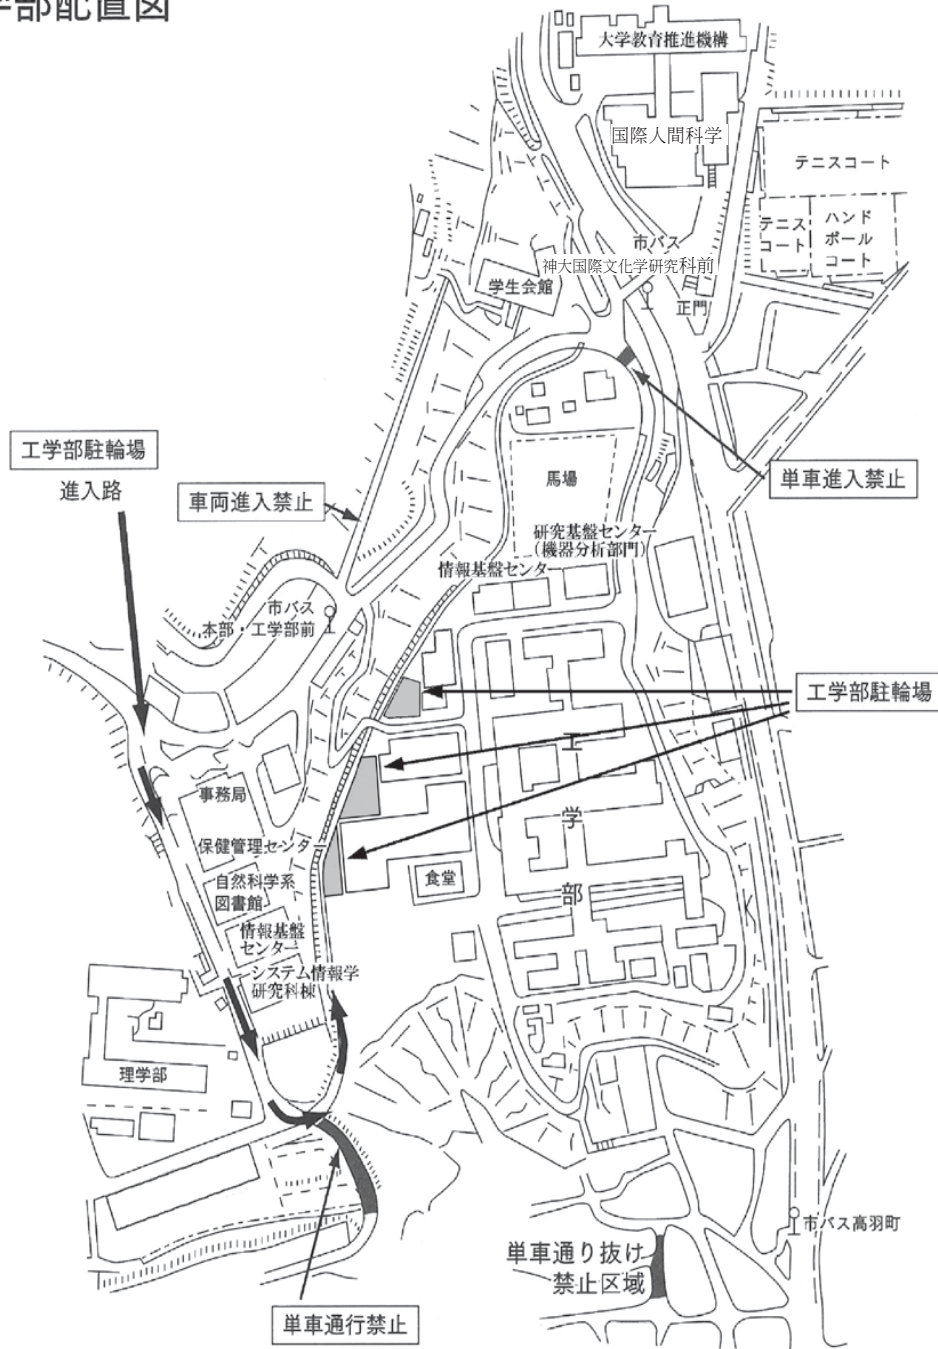 部配置図
大学教育推進機構
国際人間科学
テニスコート
テニス
コート
ハンド
ボール
コート
市バス
神大国際文化学研究科前
正門
学生会館
工学部駐輪場
進入路
車両進入禁止
単車進入禁止
馬場
研究基盤センター
(機器分析部門)
情報基盤センター
市バス
本部・工学部前
工学部駐輪場
工
学
部
事務局
保健管理センター
自然科学系
図書館
食堂
情報基盤
センター
システム情報学
研究科棟
理学部
市バス高羽町
単車通り抜け
禁止区域
単車通行禁止